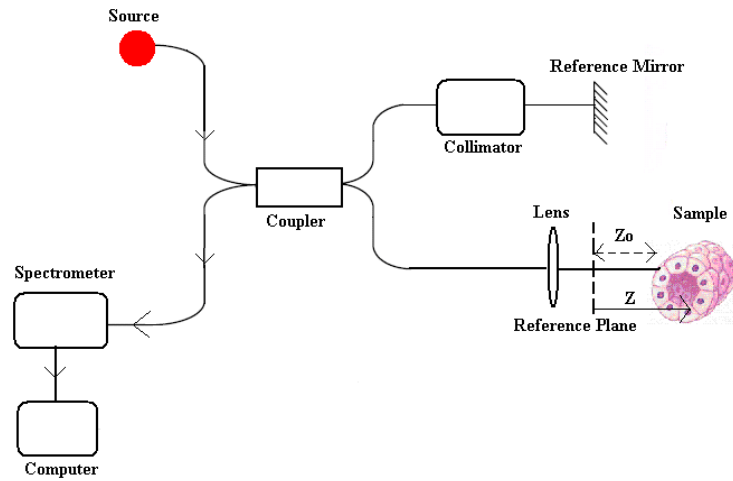 Source
Reference Mirror
Collimator
Coupler
Lens
Sample
Zo
Spectrometer
Z
Reference Plane
Computer